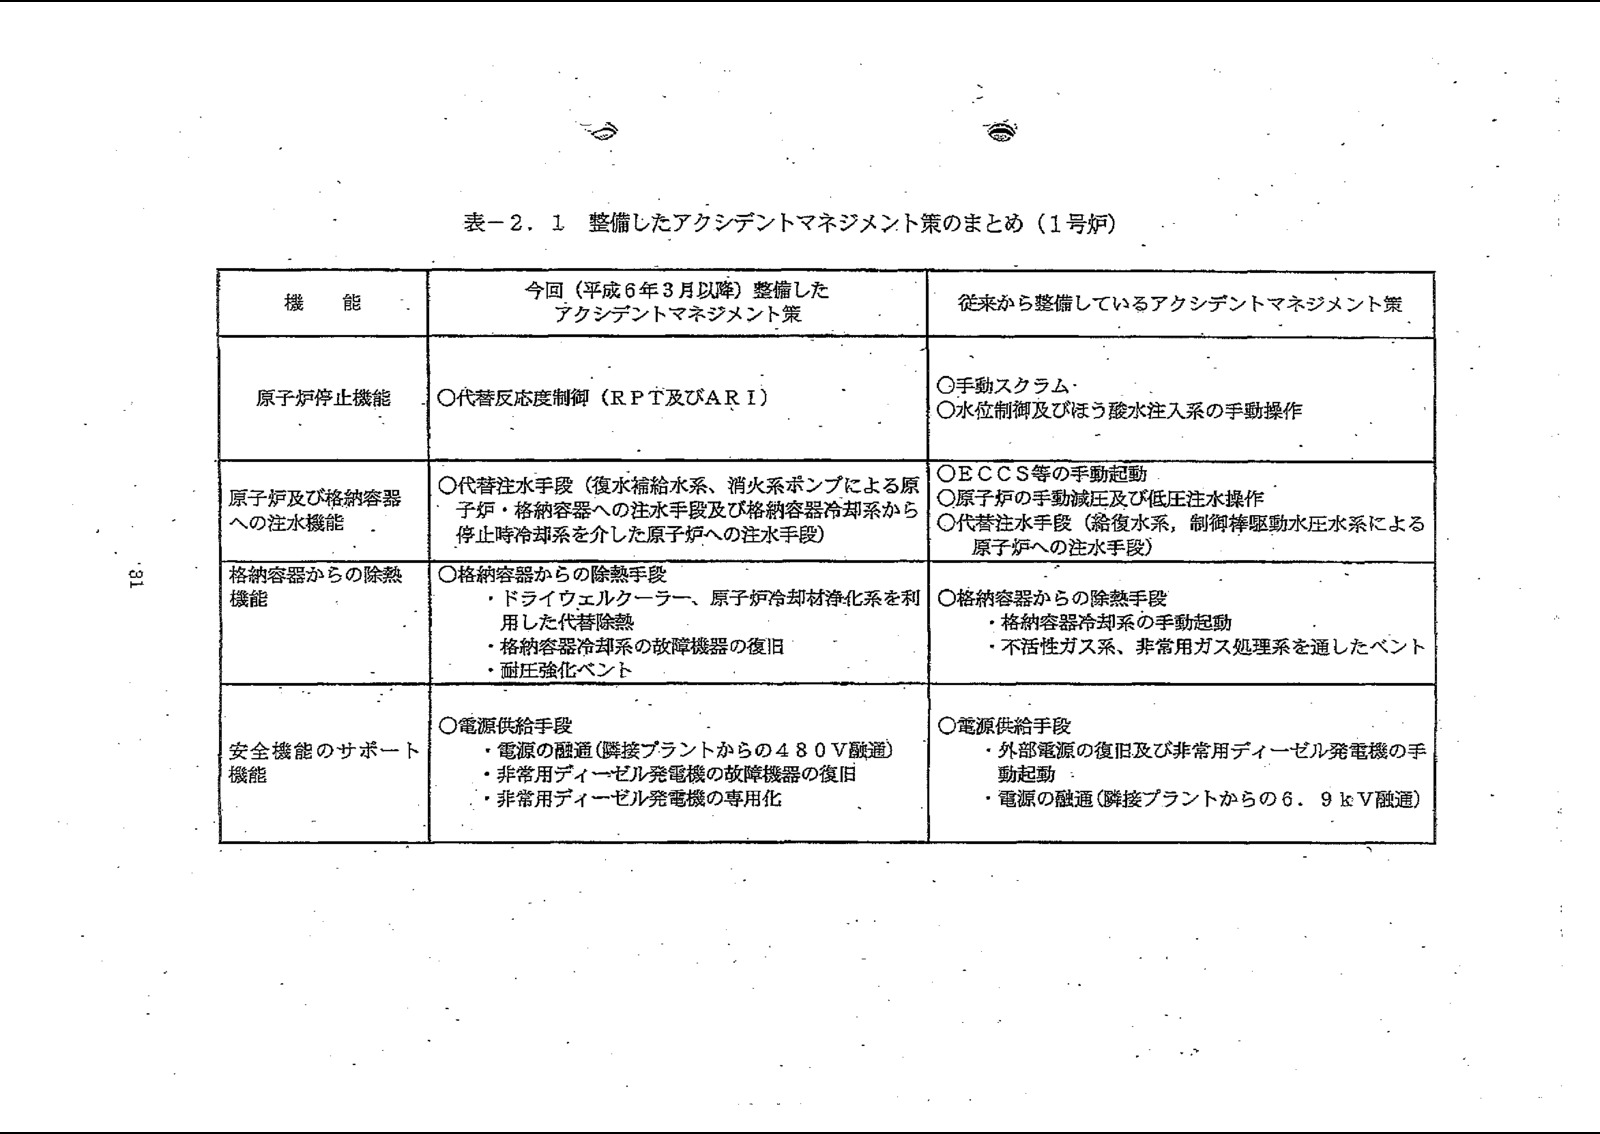 表－２．１　整備したアクシデントマネジメント策のまとめ（１号炉）
機　　能
今回（平成６年３月以降）整備した
アクシデントマネジメント策
従来から整備しているアクシデントマネジメント策
原子炉停止機能
○代替反応度制御（ＲＰＴ及びＡＲＩ）
○手動スクラム
○水位制御及びほう酸水注入系の手動操作
原子炉及び格納容器
への注水機能
○代替注水手段（復水補給水系、消火系ポンプによる原
子炉・格納容器への注水手段及び格納容器冷却系から
停止時冷却系を介した原子炉への注水手段）
○ＥＣＣＳ等の手動起動
○原子炉の手動減圧及び低圧注水操作
○代替注水手段（給復水系，制御棒駆動水圧水系による
原子炉への注水手段）
格納容器からの除熱
機能
○格納容器からの除熱手段
・ドライウェルクーラー、原子炉冷却材浄化系を利
用した代替除熱
・格納容器冷却系の故障機器の復旧
・耐圧強化ベント
○格納容器からの除熱手段
・格納容器冷却系の手動起動
・不活性ガス系、非常用ガス処理系を通したベント
安全機能のサポート
機能
○電源供給手段
・電源の融通（隣接プラントからの４８０Ｖ融通）
・非常用ディーゼル発電機の故障機器の復旧
・非常用ディーゼル発電機の専用化
○電源供給手段
・外部電源の復旧及び非常用ディーゼル発電機の手
動起動
・電源の融通（隣接プラントからの６．９ｋＶ融通）
31